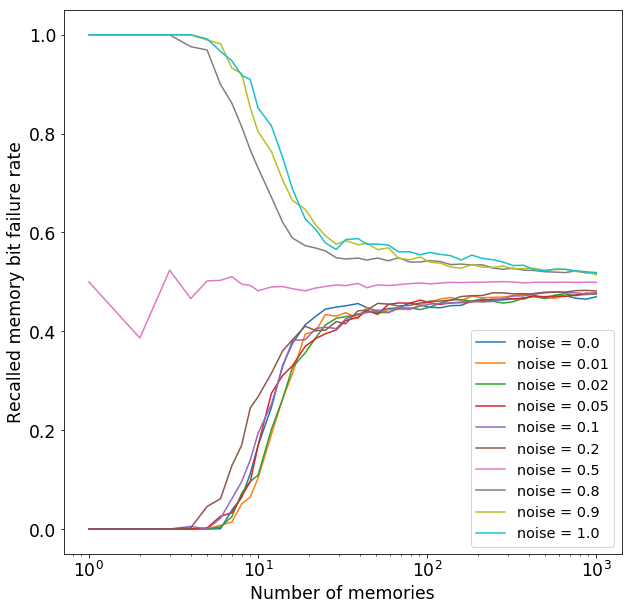 Recalled memory bit failure rate
1.0
0.8
0.6
0.4
0.2
0.0
noise = 0.0
noise = 0.01
noise = 0.02
noise = 0.05
noise = 0.1
noise = 0.2
noise = 0.5
noise = 0.8
noise = 0.9
noise = 1.0
10⁰ 10¹ 10² 10³
Number of memories